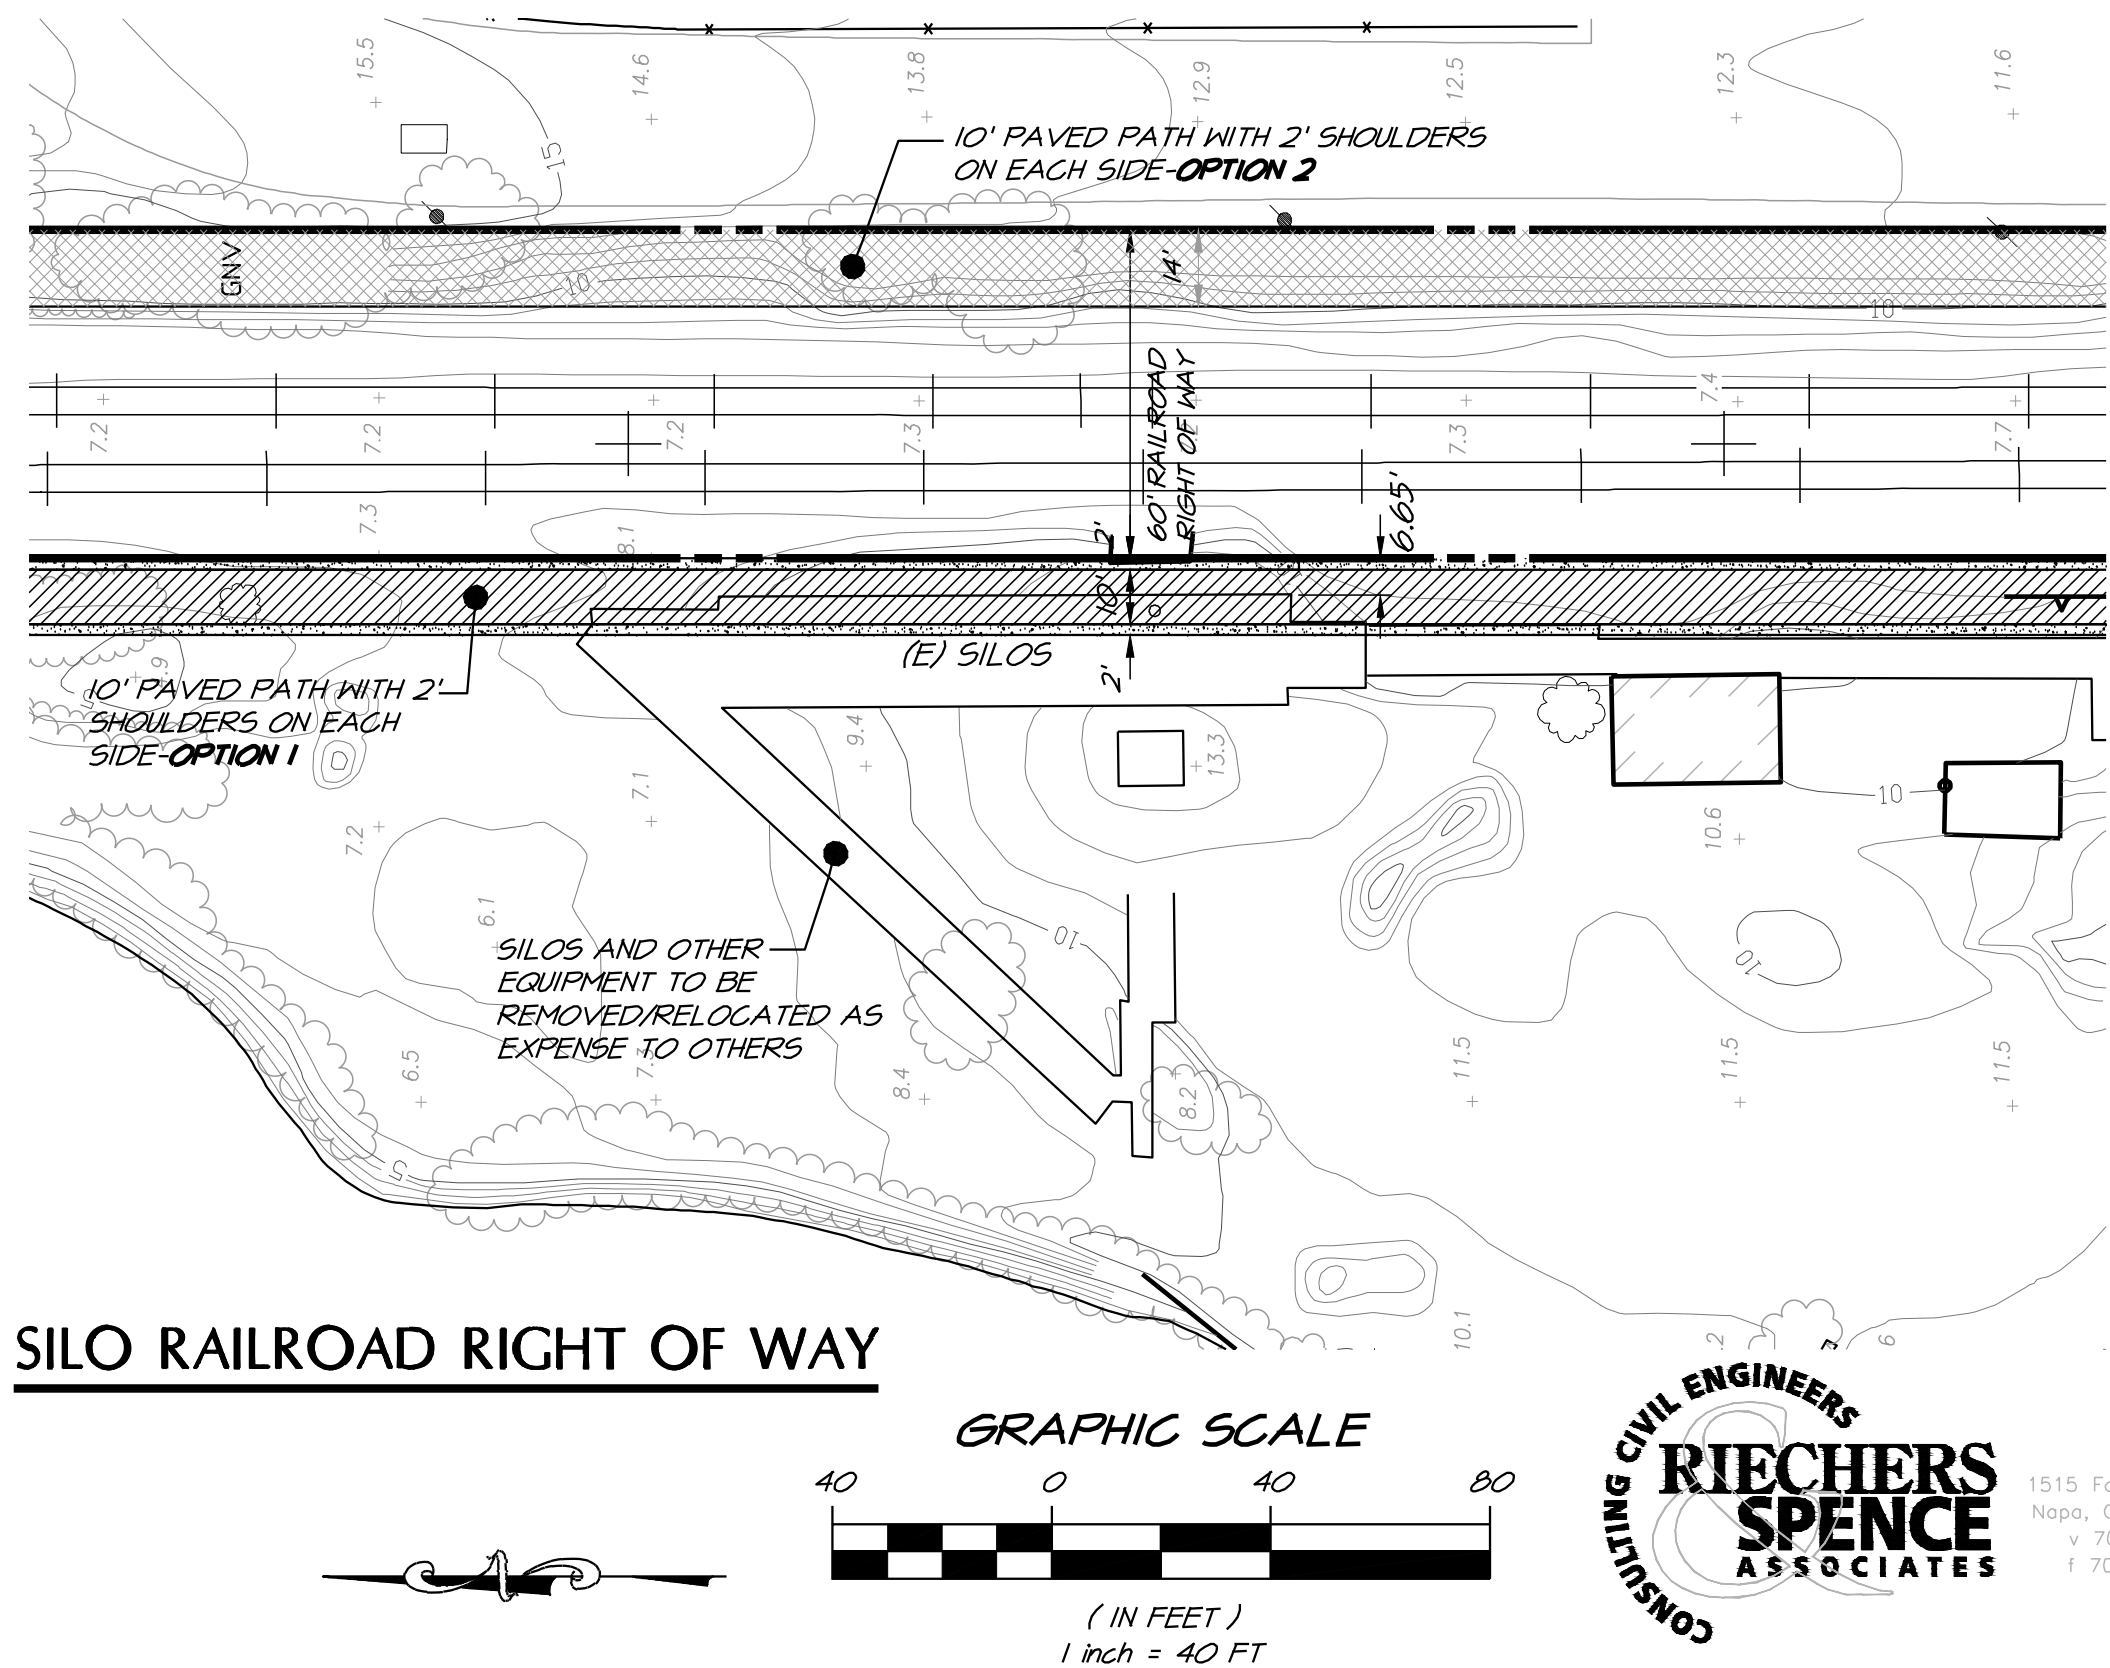 15.5
14.6
13.8
12.9
12.5
12.3
11.6
15
10' PAVED PATH WITH 2' SHOULDERS
ON EACH SIDE-OPTION 2
GNV
10
14'
10
60' RAILROAD
RIGHT OF WAY
7.2
7.2
7.2
7.3
7.3
7.4
7.7
7.3
8.1
2'
6.65'
10'
(E) SILOS
2'
10' PAVED PATH WITH 2'
SHOULDERS ON EACH
SIDE-OPTION 1
9.4
13.3
7.1
7.2
10
10.6
6.1
10
10
SILOS AND OTHER
EQUIPMENT TO BE
REMOVED/RELOCATED AS
EXPENSE TO OTHERS
6.5
8.4
8.2
11.5
11.5
11.5
5
10.1
SILO RAILROAD RIGHT OF WAY
GRAPHIC SCALE
40 0 40 80
( IN FEET )
1 inch = 40 FT
CONSULTING CIVIL ENGINEERS
RIECHERS
&
SPENCE
ASSOCIATES
1515
Napa,
v 70
f 70